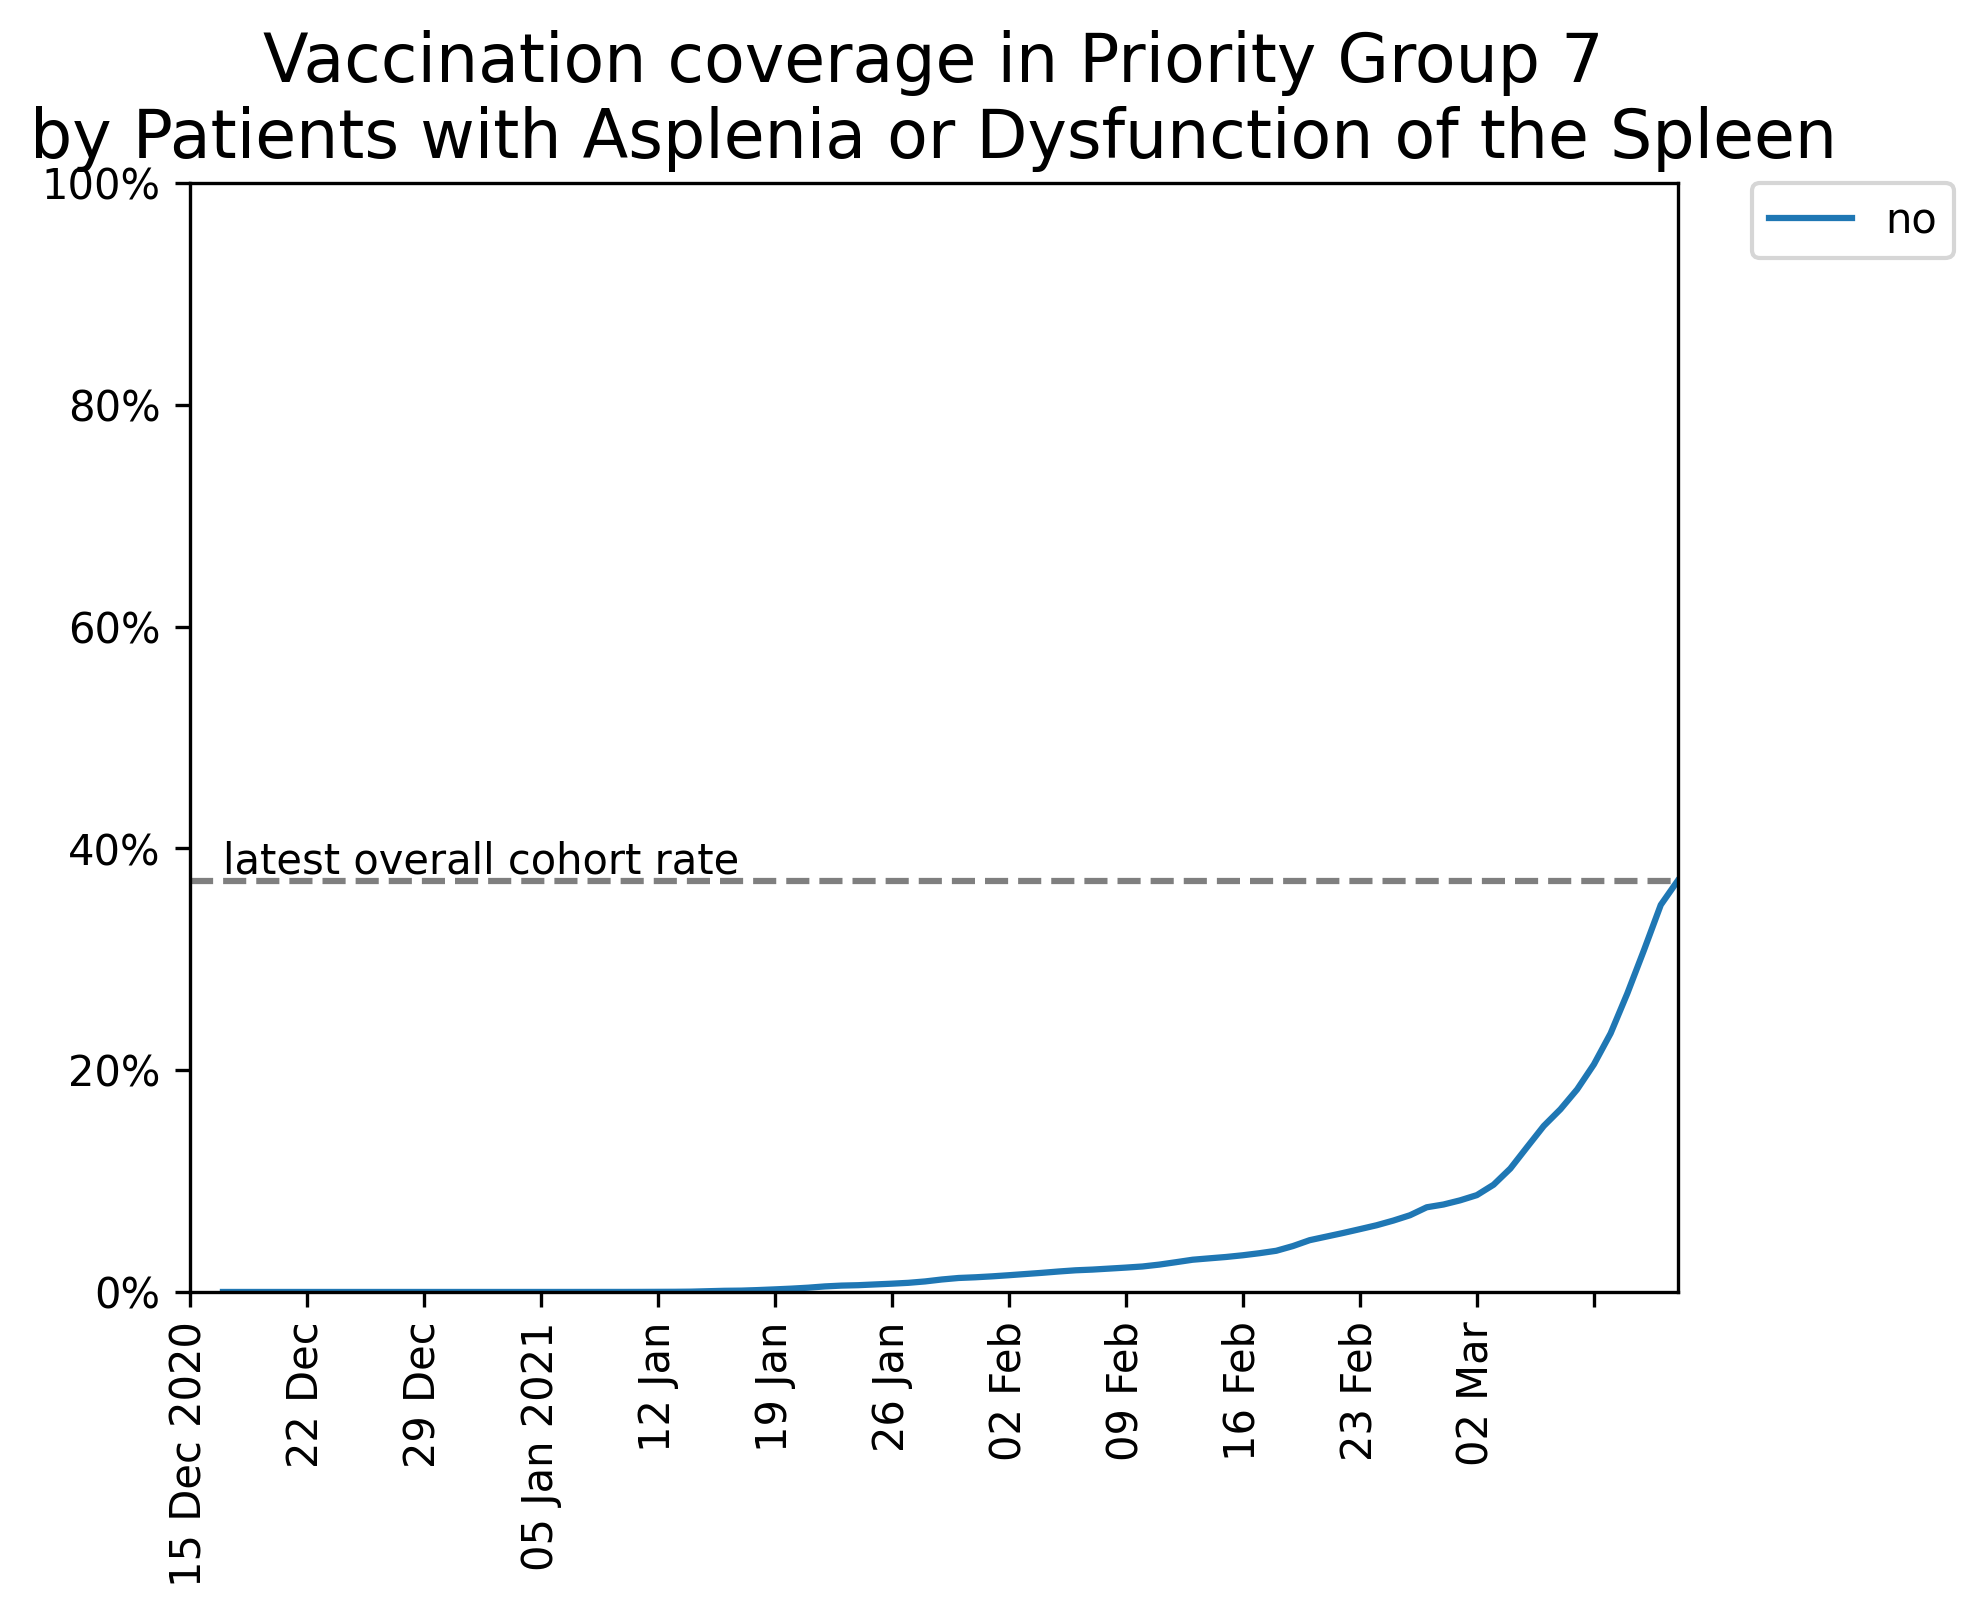 Vaccination coverage in Priority Group 7
by Patients with Asplenia or Dysfunction of the Spleen
100%
80%
60%
40%
20%
0%
latest overall cohort rate
no
15 Dec 2020
22 Dec
29 Dec
05 Jan 2021
12 Jan
19 Jan
26 Jan
02 Feb
09 Feb
16 Feb
23 Feb
02 Mar